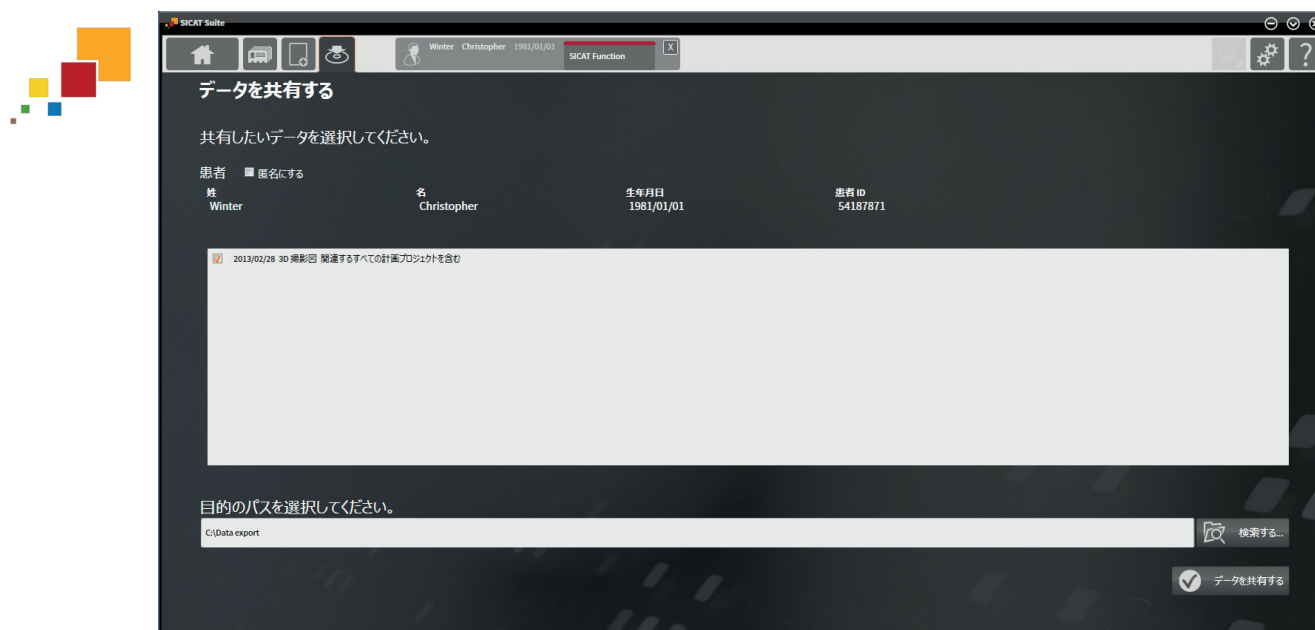 SICAT Suite
Winter Christopher 1981/01/01
SICAT Function
X
?
データを共有する
共有したいデータを選択してください。
患者 匿名にする
姓 名 生年月日 患者 ID
Winter Christopher 1981/01/01 54187871
2013/02/28 3D 撮影図 関連するすべての計画プロジェクトを含む
目的のパスを選択してください。
C:\Data export
検索する...
データを共有する